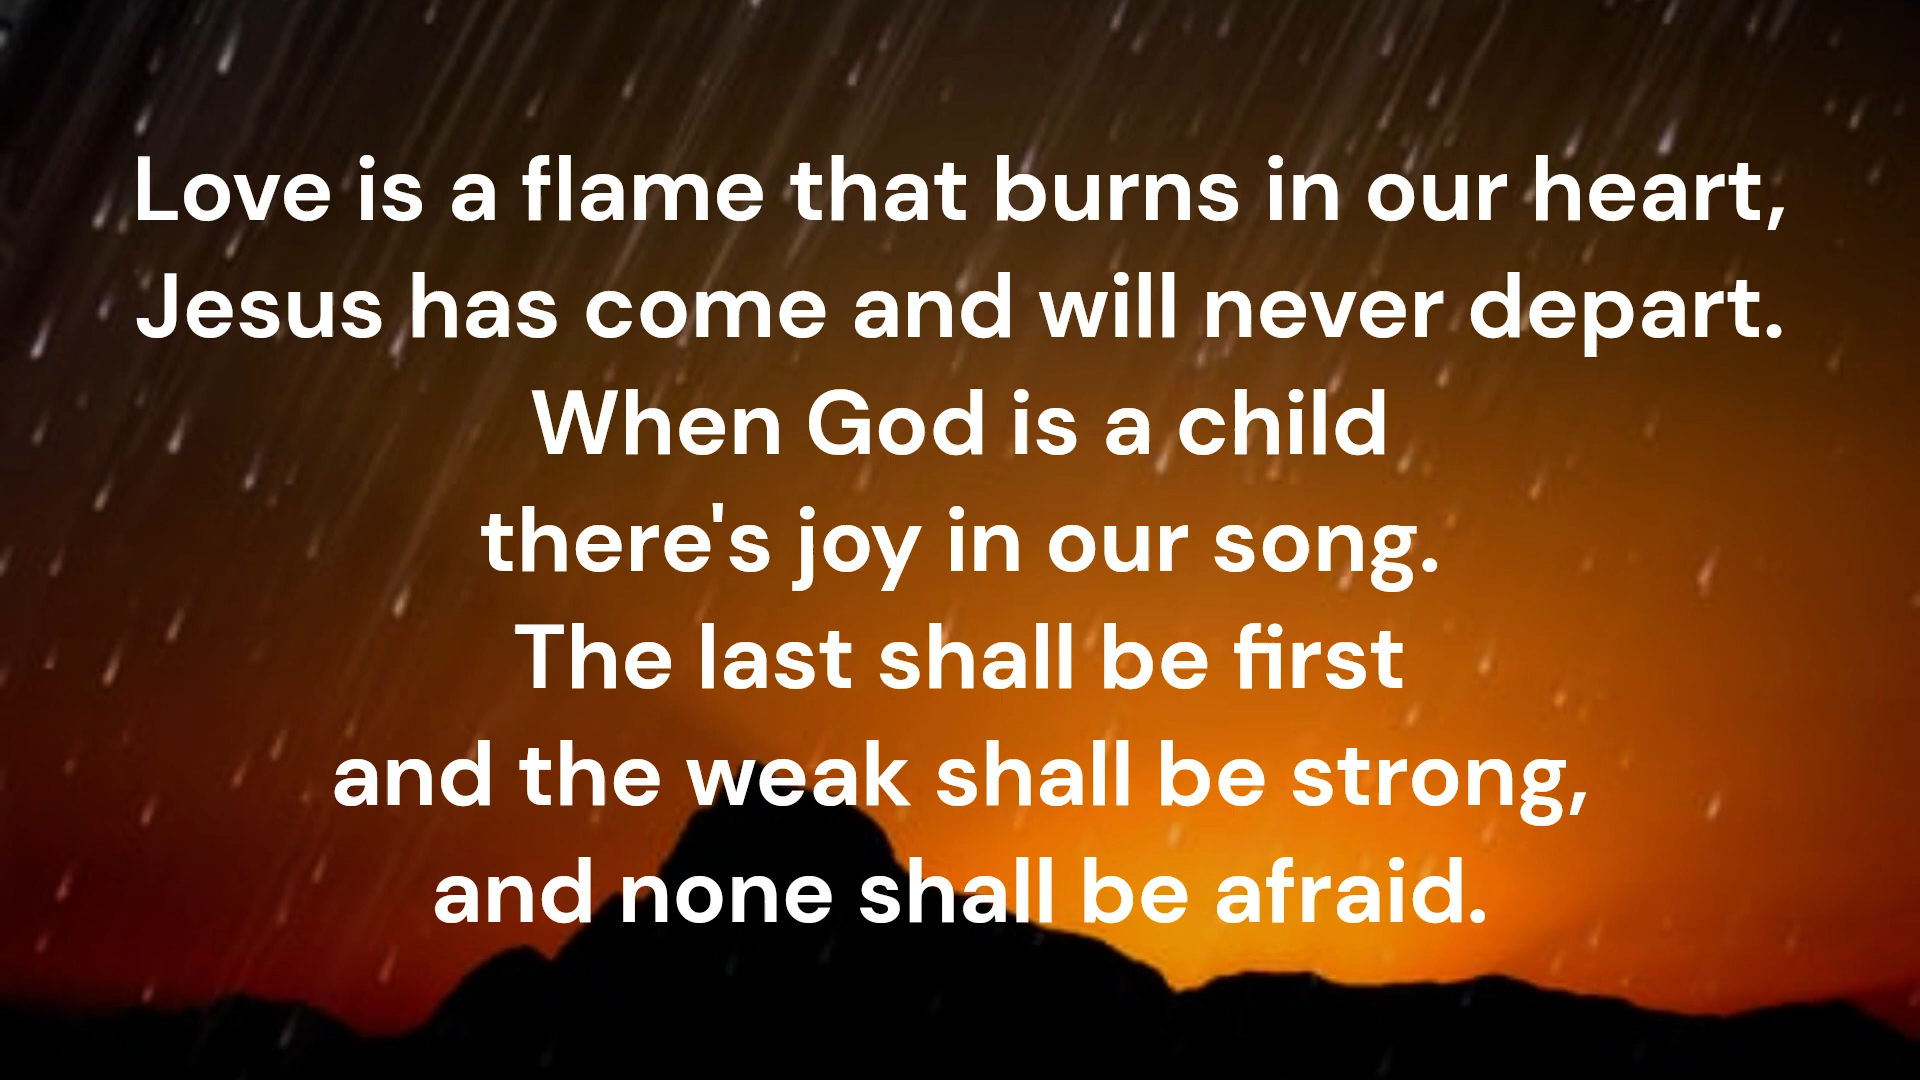 Love is a flame that burns in our heart,
Jesus has come and will never depart.
When God is a child
there's joy in our song.
The last shall be first
and the weak shall be strong,
and none shall be afraid.